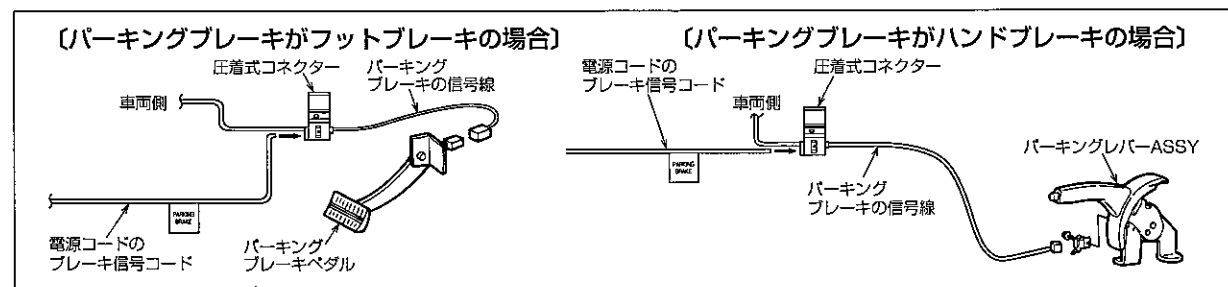 〔パーキングブレーキがフットブレーキの場合〕
圧着式コネクター
パーキング
ブレーキの信号線
車両側
PARKING
BRAKE
電源コードの
ブレーキ信号コード
パーキング
ブレーキペダル
〔パーキングブレーキがハンドブレーキの場合〕
電源コードの
ブレーキ信号コード
圧着式コネクター
車両側
PARKING
BRAKE
パーキング
ブレーキの信号線
パーキングレバーASSY